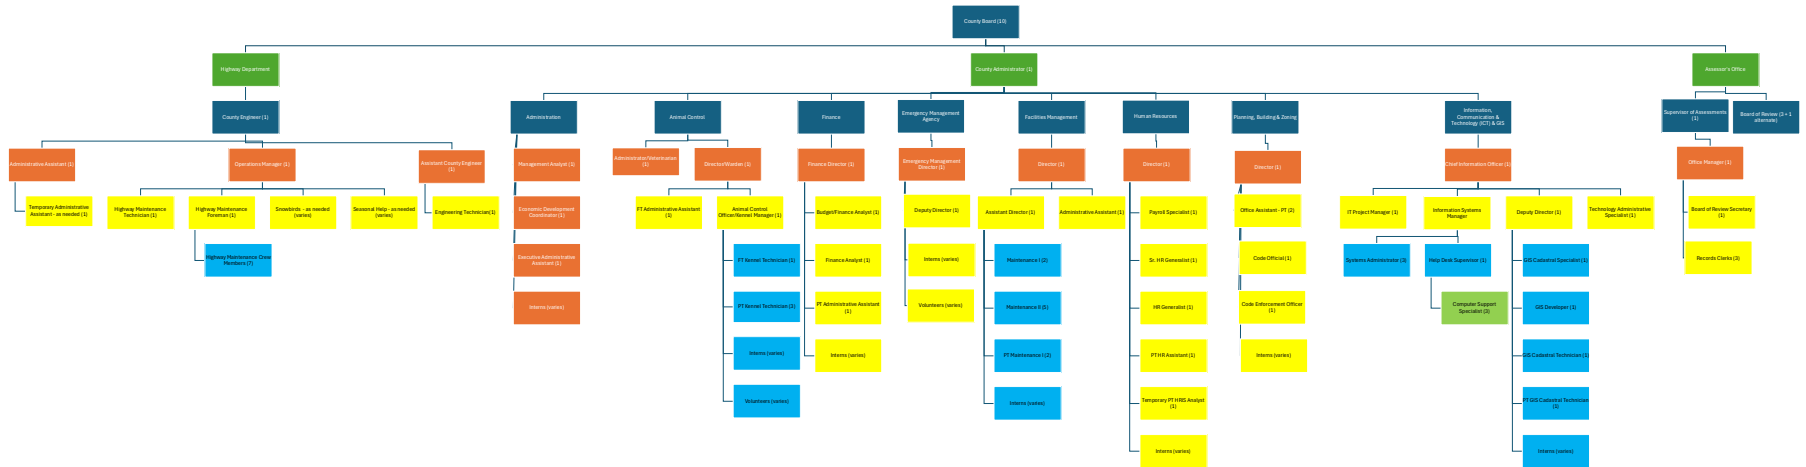 County Board (10)
Highway Department
County Administrator (1)
Assessor's Office
County Engineer (1)
Administration
Animal Control
Finance
Emergency Management
Agency
Facilities Management
Human Resources
Planning, Building & Zoning
Information,
Communication &
Technology (ICT) & GIS
Supervisor of Assessments
(1)
Board of Review (3 + 1
alternate)
Administrative Assistant (1)
Operations Manager (1)
Assistant County Engineer
(1)
Management Analyst (1)
Administrator/Veterinarian
(1)
Director/Warden (1)
Finance Director (1)
Emergency Management
Director (1)
Director (1)
Director (1)
Director (1)
Chief Information Officer (1)
Office Manager (1)
Temporary Administrative
Assistant - as needed (1)
Highway Maintenance
Technician (1)
Highway Maintenance
Foreman (1)
Snowbirds - as needed
(varies)
Seasonal Help - as needed
(varies)
Engineering Technician(1)
Economic Development
Coordinator (1)
PT Administrative Assistant
(1)
Animal Control
Officer/Kennel Manager (1)
Budget/Finance Analyst (1)
Deputy Director (1)
Assistant Director (1)
Administrative Assistant (1)
Payroll Specialist (1)
Office Assistant - PT (2)
IT Project Manager (1)
Information Systems
Manager
Deputy Director (1)
Technology Administrative
Specialist (1)
Board of Review Secretary
(1)
Highway Maintenance Crew
Members (7)
Executive Administrative
Assistant (1)
FT Kennel Technician (1)
Finance Analyst (1)
Interns (varies)
Maintenance I (2)
Sr. HR Generalist (1)
Code Official (1)
Systems Administrator (3)
Help Desk Supervisor (1)
GIS Cadastral Specialist (1)
Records Clerks (3)
Interns (varies)
PT Kennel Technician (3)
PT Administrative Assistant
(1)
Volunteers (varies)
Maintenance II (5)
HR Generalist (1)
Code Enforcement Officer
(1)
Computer Support
Specialist (3)
GIS Developer (1)
Interns (varies)
Interns (varies)
PT Maintenance I (2)
PT HR Assistant (1)
Interns (varies)
GIS Cadastral Technician (1)
Volunteers (varies)
Interns (varies)
Temporary PT HRIS Analyst
(1)
PT GIS Cadastral Technician
(1)
Interns (varies)
Interns (varies)